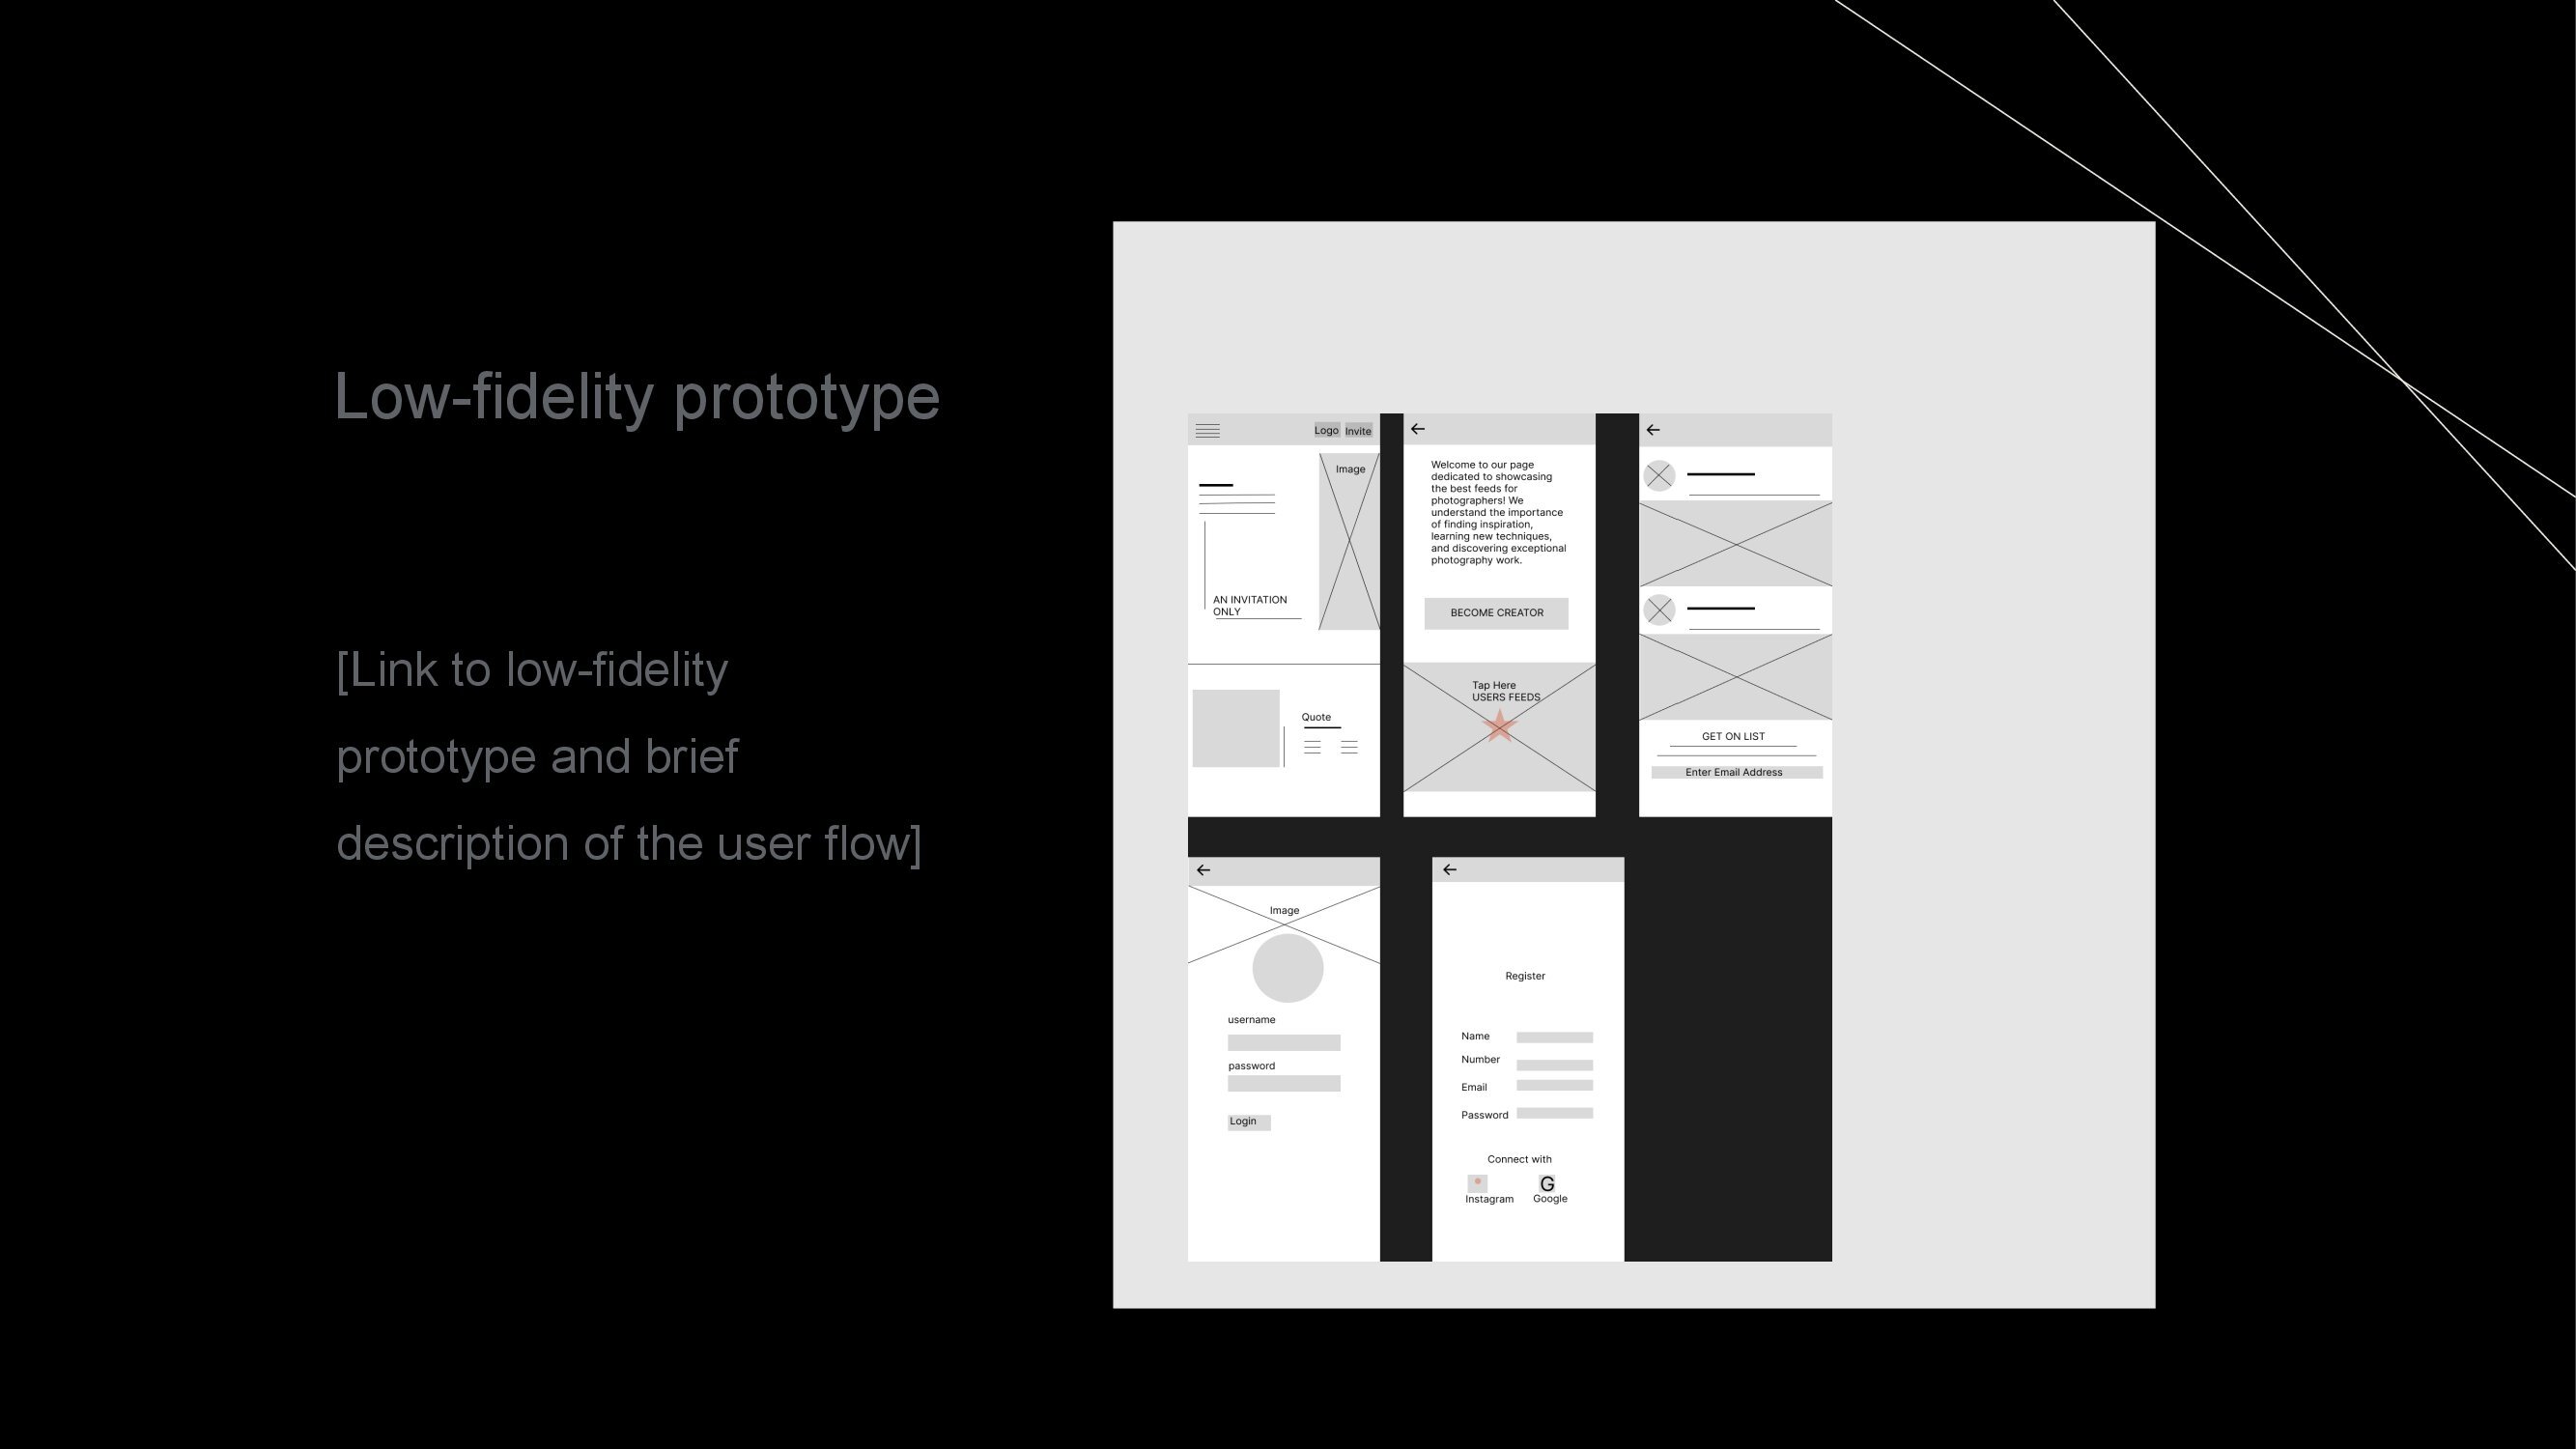 Low-fidelity prototype
[Link to low-fidelity
prototype and brief
description of the user flow]
Logo Invite
Image
AN INVITATION
ONLY
Quote
Welcome to our page
dedicated to showcasing
the best feeds for
photographers! We
understand the importance
of finding inspiration,
learning new techniques,
and discovering exceptional
photography work.
BECOME CREATOR
Tap Here
USERS FEEDS
GET ON LIST
Enter Email Address
Image
username
password
Login
Register
Name
Number
Email
Password
Connect with
G
Instagram Google